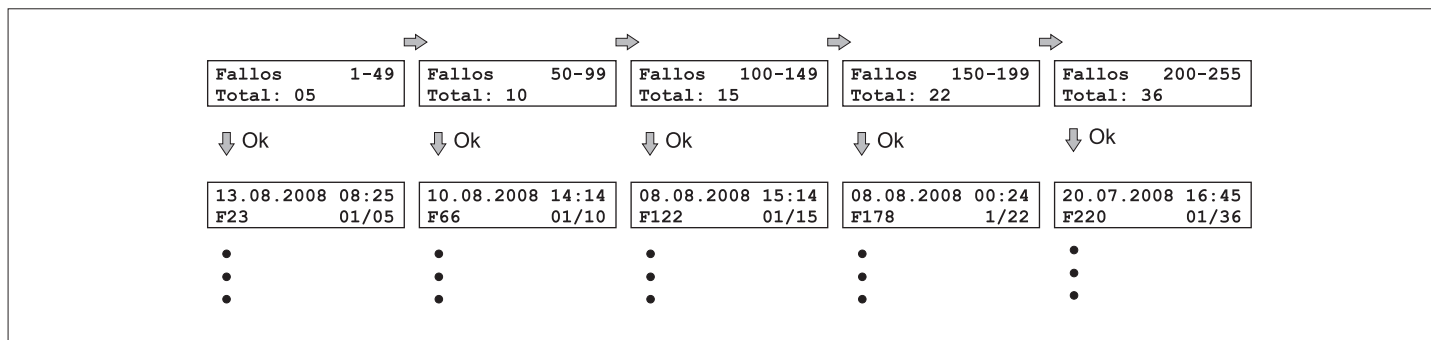 Fallos 1-49
Total: 05
Fallos 50-99
Total: 10
Fallos 100-149
Total: 15
Fallos 150-199
Total: 22
Fallos 200-255
Total: 36
Ok
Ok
Ok
Ok
Ok
13.08.2008 08:25
F23 01/05
10.08.2008 14:14
F66 01/10
08.08.2008 15:14
F122 01/15
08.08.2008 00:24
F178 1/22
20.07.2008 16:45
F220 01/36